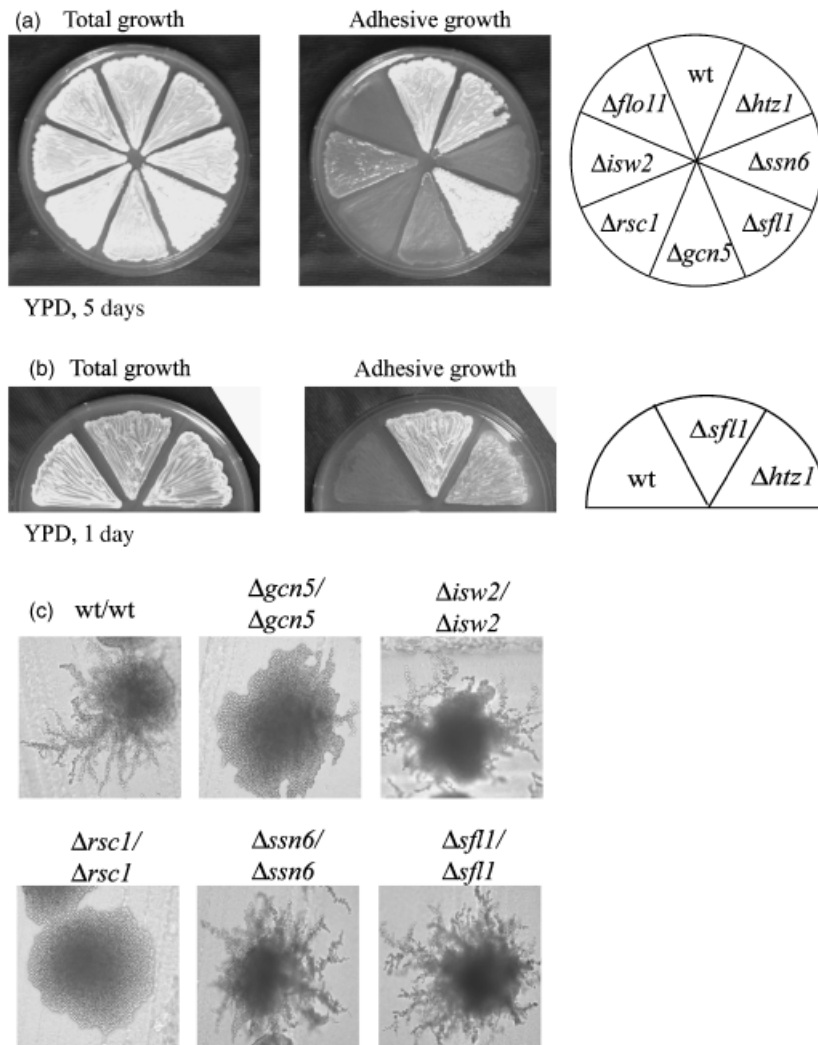 (a) Total growth Adhesive growth
wt
Δflo11 Δhtz1
Δisw2 Δssn6
Δrsc1 Δsfl1
Δgcn5
YPD, 5 days
(b) Total growth Adhesive growth
Δsfl1
wt Δhtz1
YPD, 1 day
(c) wt/wt
Δgcn5/
Δgcn5
Δisw2/
Δisw2
Δrsc1/
Δrsc1
Δssn6/
Δssn6
Δsfl1/
Δsfl1